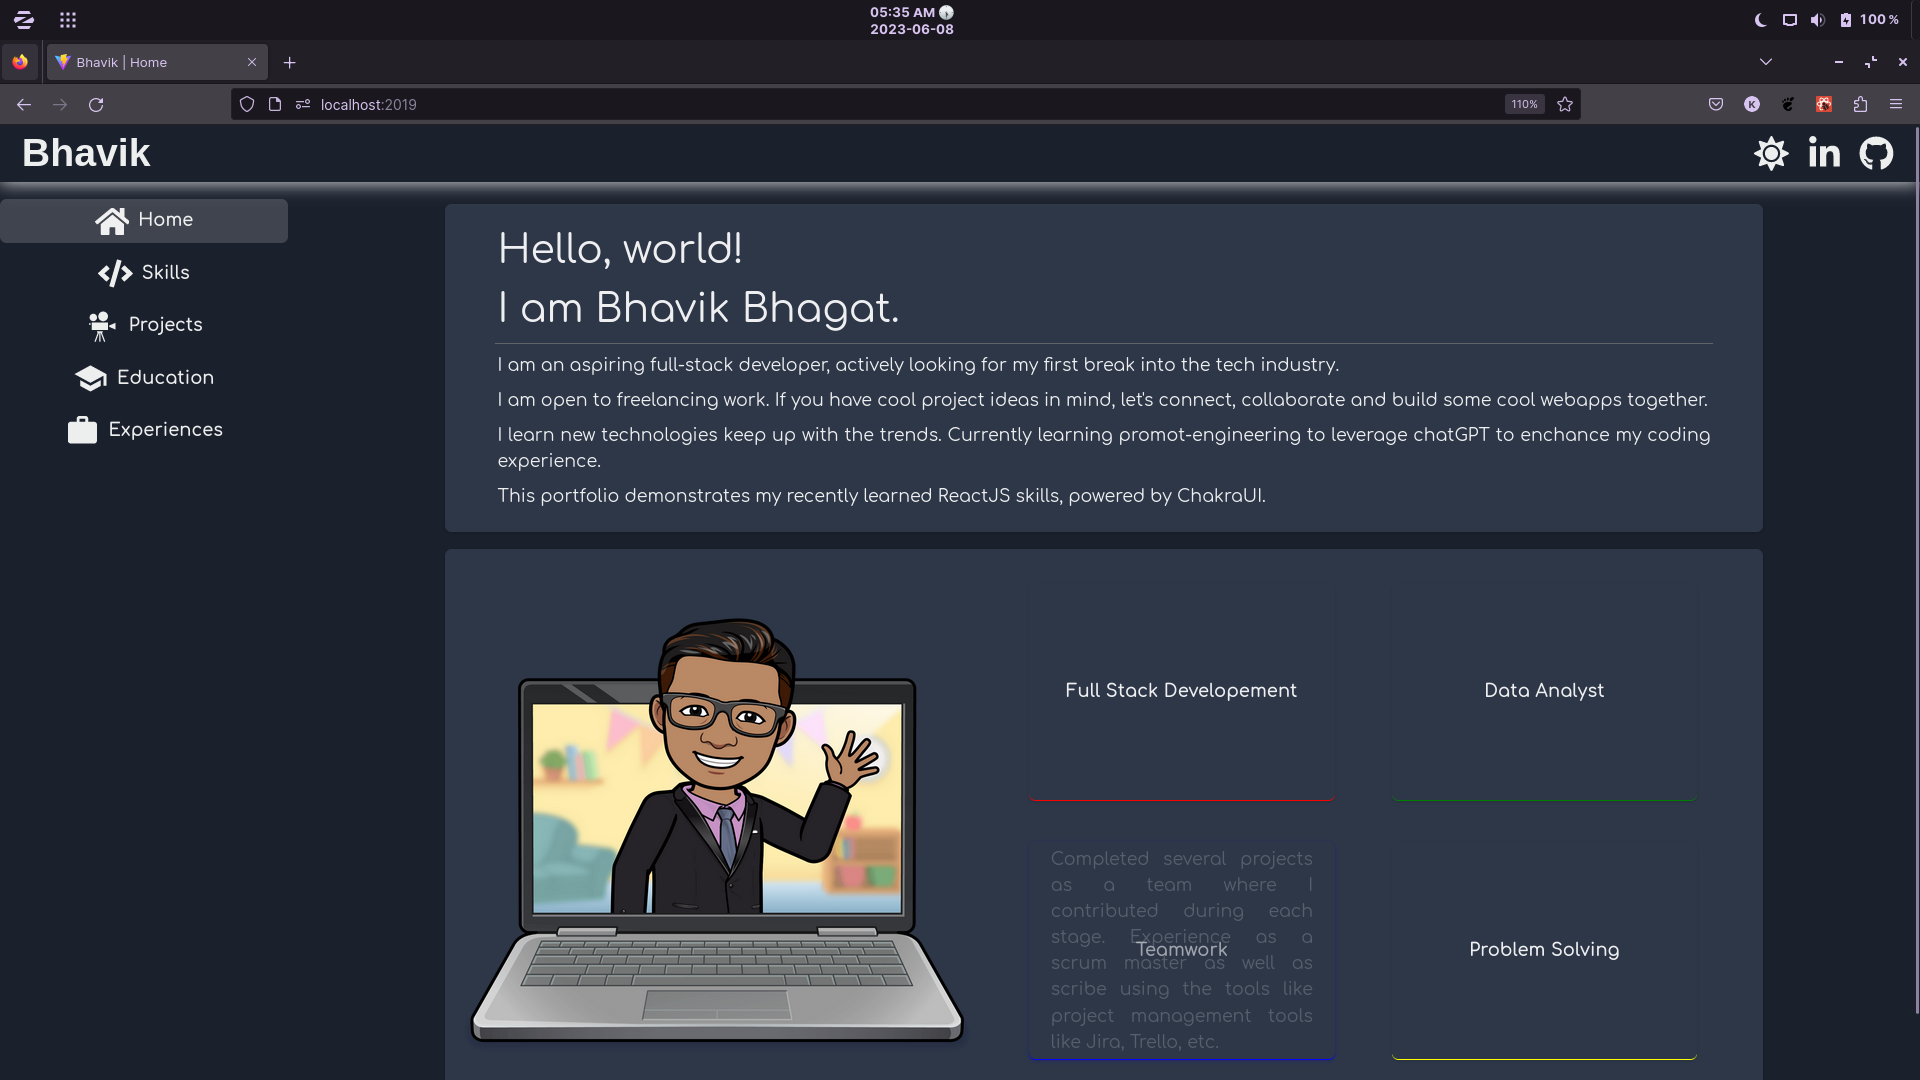 05:35 AM
2023-06-08
100 %
Bhavik | Home
localhost:2019
110%
K
Bhavik
in
Home
Skills
Projects
Education
Experiences
Hello, world!
I am Bhavik Bhagat.
I am an aspiring full-stack developer, actively looking for my first break into the tech industry.
I am open to freelancing work. If you have cool project ideas in mind, let's connect, collaborate and build some cool webapps together.
I learn new technologies keep up with the trends. Currently learning promot-engineering to leverage chatGPT to enchance my coding
experience.
This portfolio demonstrates my recently learned ReactJS skills, powered by ChakraUI.
Full Stack Developement
Data Analyst
Completed several projects
as a team where I
contributed during each
stage. Experience as a
Teamwork
scrum master as well as
scribe using the tools like
project management tools
like Jira, Trello, etc.
Problem Solving